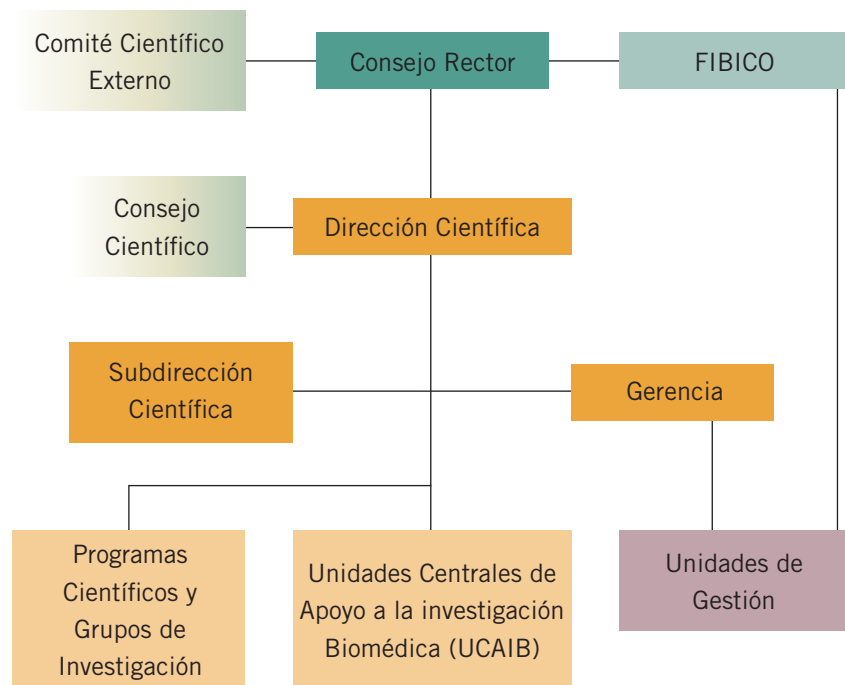 Comité Científico
Externo
Consejo Rector
FIBICO
Consejo
Científico
Dirección Científica
Subdirección
Científica
Gerencia
Programas
Científicos y
Grupos de
Investigación
Unidades Centrales de
Apoyo a la investigación
Biomédica (UCAIB)
Unidades de
Gestión